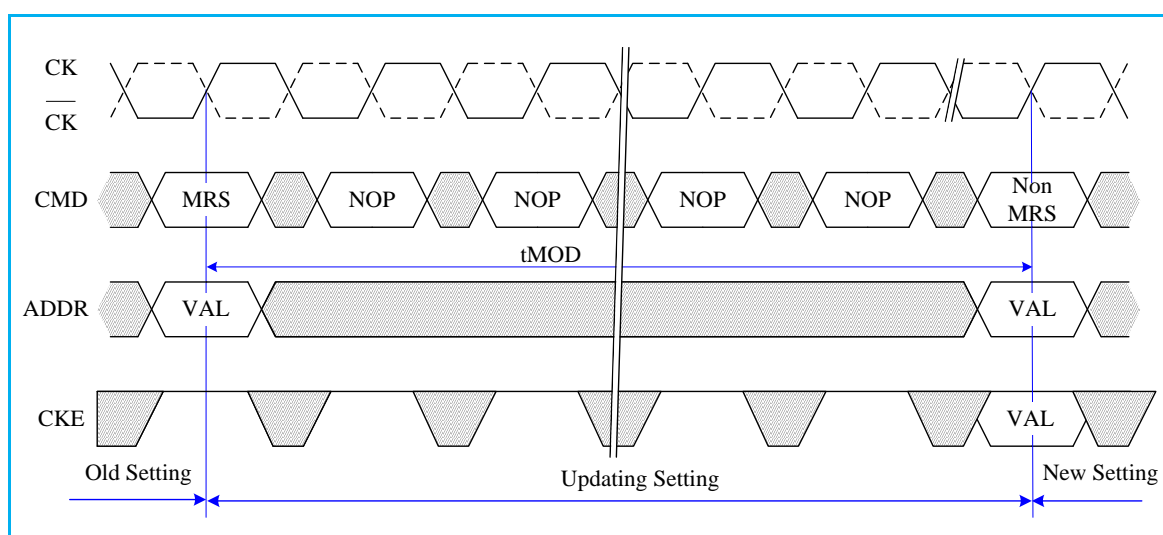 CK
CK
CMD
MRS
NOP
NOP
NOP
NOP
Non
MRS
tMOD
ADDR
VAL
VAL
CKE
VAL
Old Setting
Updating Setting
New Setting